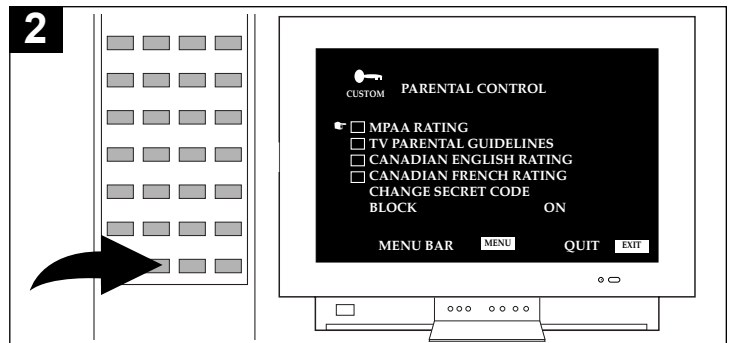 2
CUSTOM PARENTAL CONTROL
MPAA RATING
TV PARENTAL GUIDELINES
CANADIAN ENGLISH RATING
CANADIAN FRENCH RATING
CHANGE SECRET CODE
BLOCK ON
MENU BAR MENU QUIT EXIT